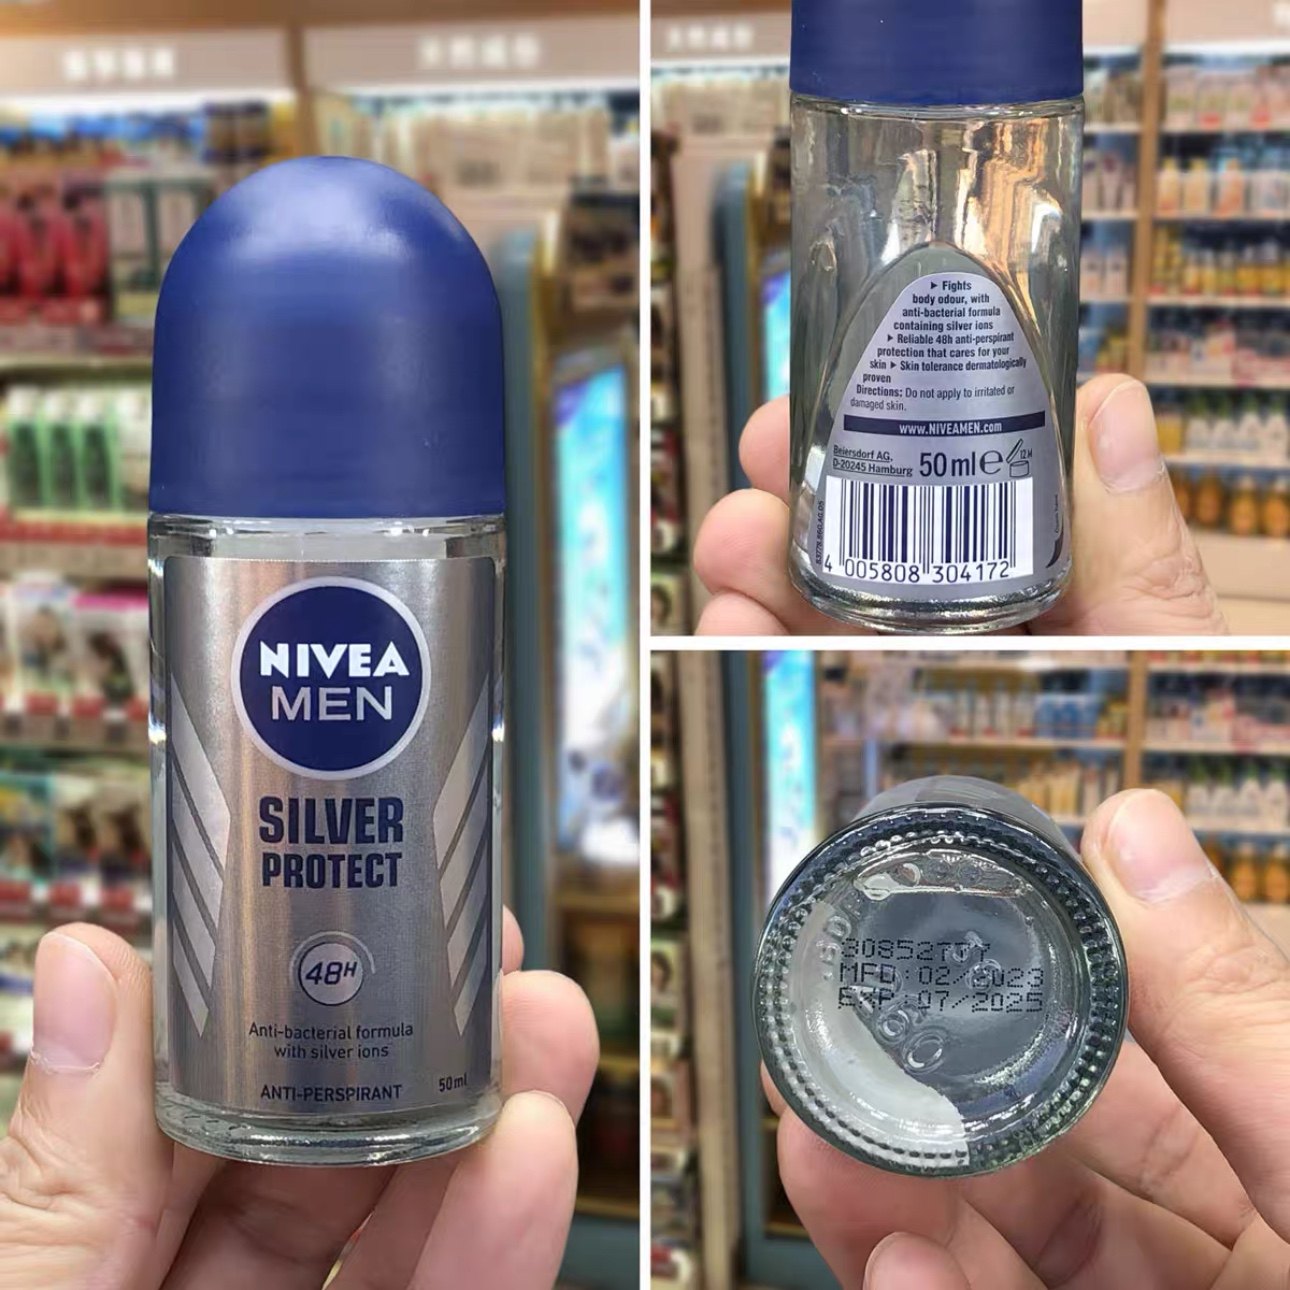 NIVEA
MEN
SILVER
PROTECT
48H
Anti-bacterial formula
with silver ions
ANTI-PERSPIRANT
50ml
▶ Fights
body odour, with
anti-bacterial formula
containing silver ions
▶ Reliable 48h anti-perspirant
protection that cares for your
skin ▶ Skin tolerance dermatologically
proven
Directions: Do not apply to irritated or
damaged skin.
www.NIVEAMEN.com
Beiersdorf AG,
D-20245 Hamburg
50 ml e
12 M
4 005808 304172
MFD:02/2023
EXP:07/2025